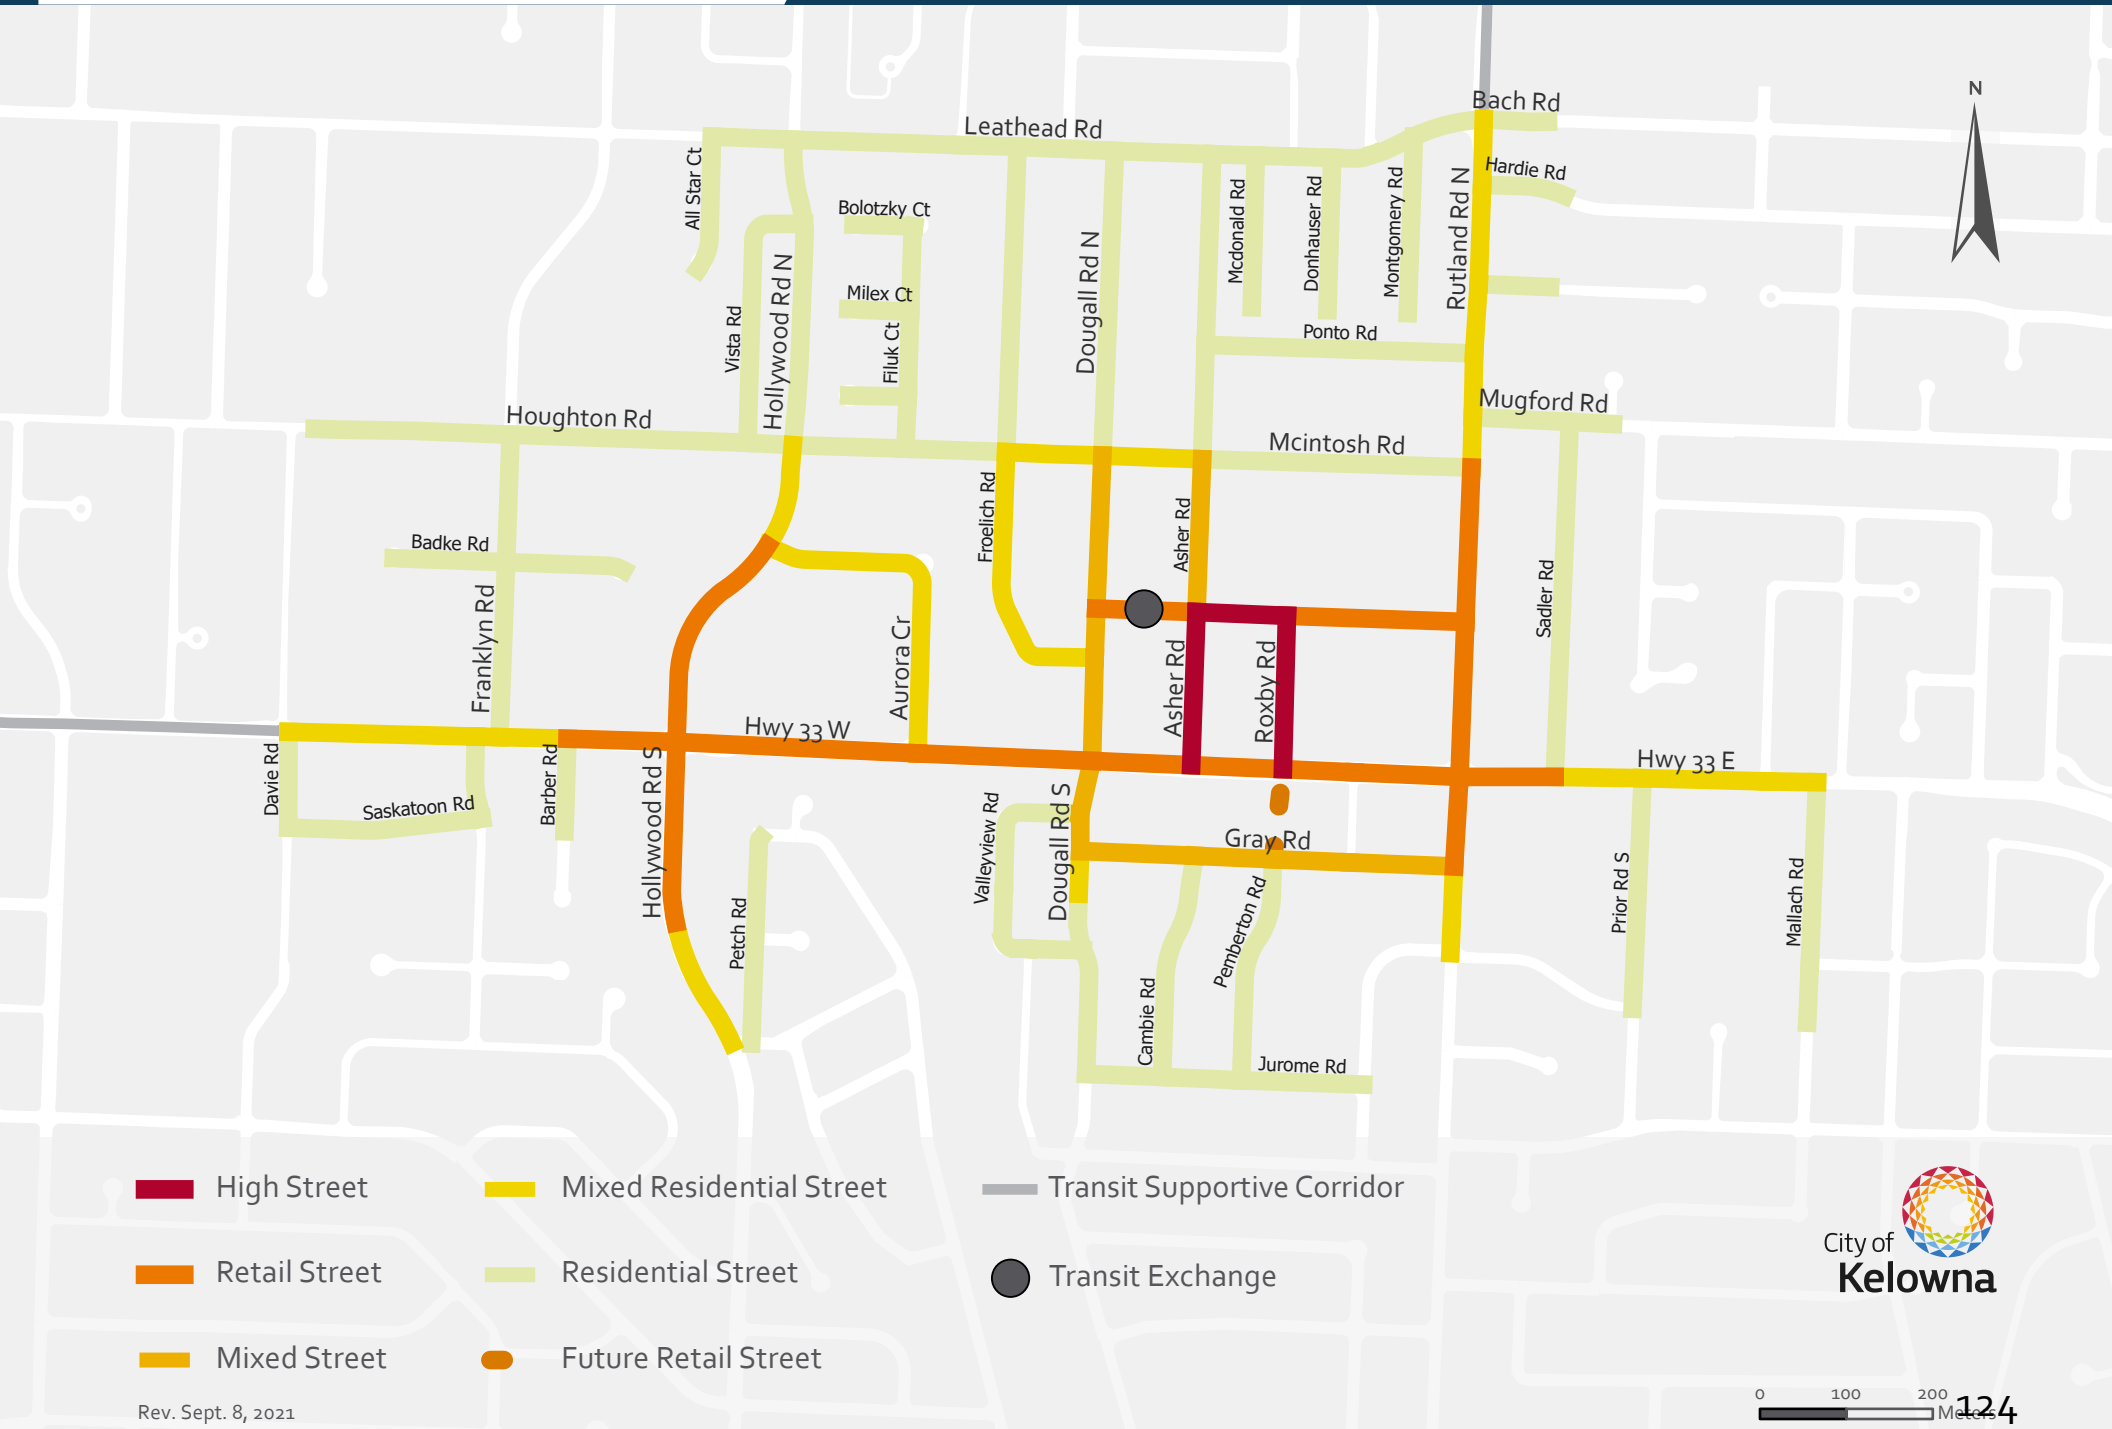 Bach Rd
N
Leathead Rd
Hardie Rd
All Star Ct
Bolotzky Ct
Mcdonald Rd
Donhauser Rd
Montgomery Rd
Rutland Rd N
Vista Rd
Hollywood Rd N
Milex Ct
Filuk Ct
Dougall Rd N
Ponto Rd
Mugford Rd
Houghton Rd
Mcintosh Rd
Badke Rd
Froelich Rd
Asher Rd
Sadler Rd
Franklyn Rd
Aurora Cr
Asher Rd
Roxby Rd
Hwy 33 W
Hwy 33 E
Davie Rd
Saskatoon Rd
Barber Rd
Hollywood Rd S
Valleyview Rd
Dougall Rd S
Gray Rd
Petch Rd
Pemberton Rd
Prior Rd S
Mallach Rd
Cambie Rd
Jurome Rd
High Street
Mixed Residential Street
Transit Supportive Corridor
Retail Street
Residential Street
Transit Exchange
Mixed Street
Future Retail Street
City of
Kelowna
Rev. Sept. 8, 2021
0 100 200
Meters
124